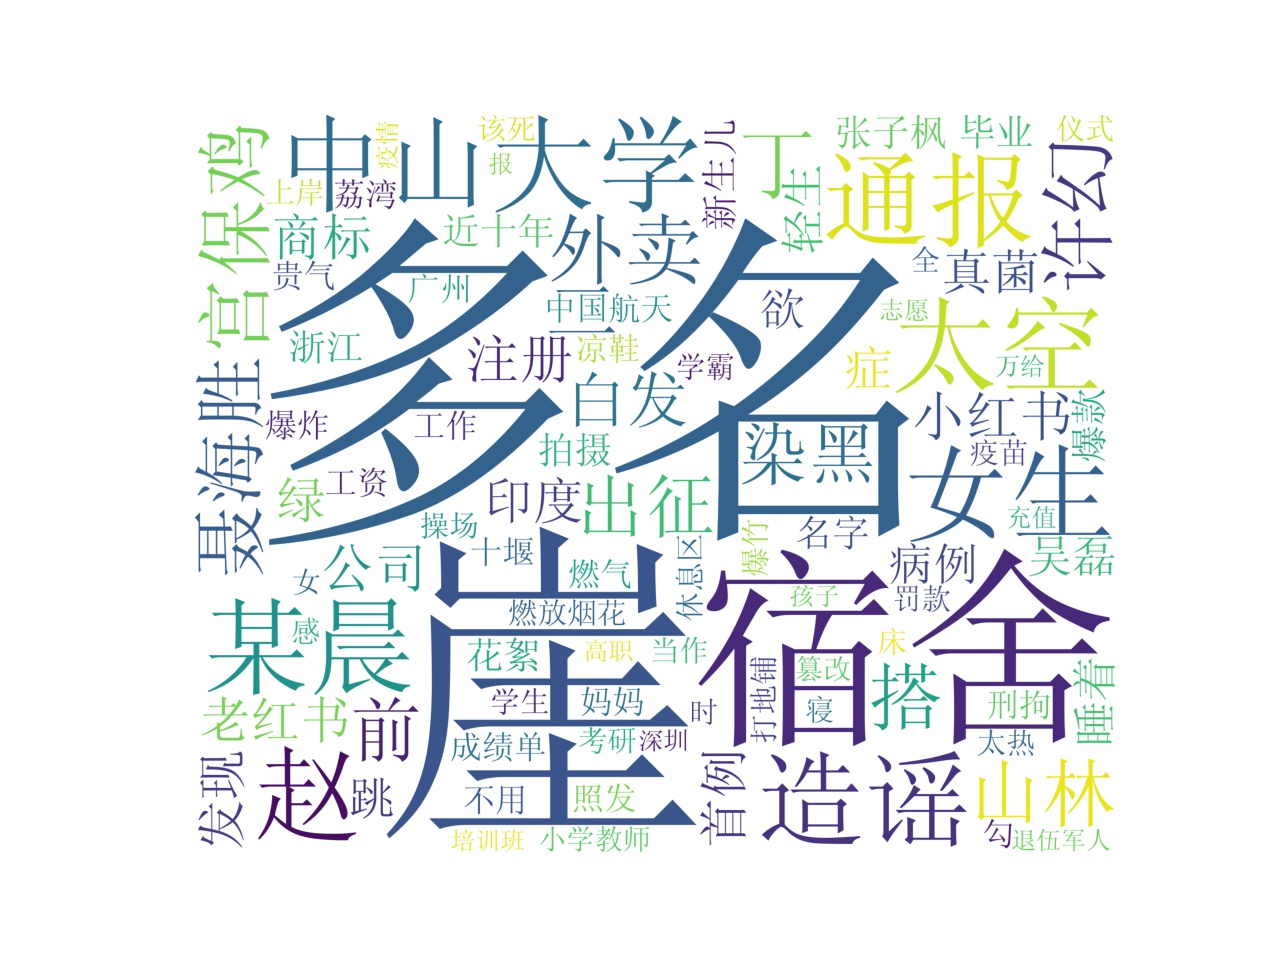 中山大学
疫情
该死
报
上岸
荔湾
新生儿
丁
轻生
张子枫
毕业
仪式
通报
许幻
宫保鸡
商标
近十年
外卖
贵气
广州
多名
二
中国航天
欲
全
真菌
志愿
太空
浙江
注册
凉鞋
学霸
症
万给
聂海胜
白发
小红书
爆款
爆炸
工作
拍摄
染黑
疫苗
女生
绿
工资
印度
出征
操场
十堰
爆竹
名字
充值
女
公司
燃气
休息区
病例
吴磊
崖
宿舍
燃放烟花
孩子
罚款
某晨
感
花絮
高职
当作
床
老红书
前
学生
妈妈
时
打地铺
篡改
寝
搭
刑拘
睡着
成绩单
考研
深圳
太热
发现
赵
跳
不用
照发
首例
造谣
山林
培训班
小学教师
勾
退伍军人